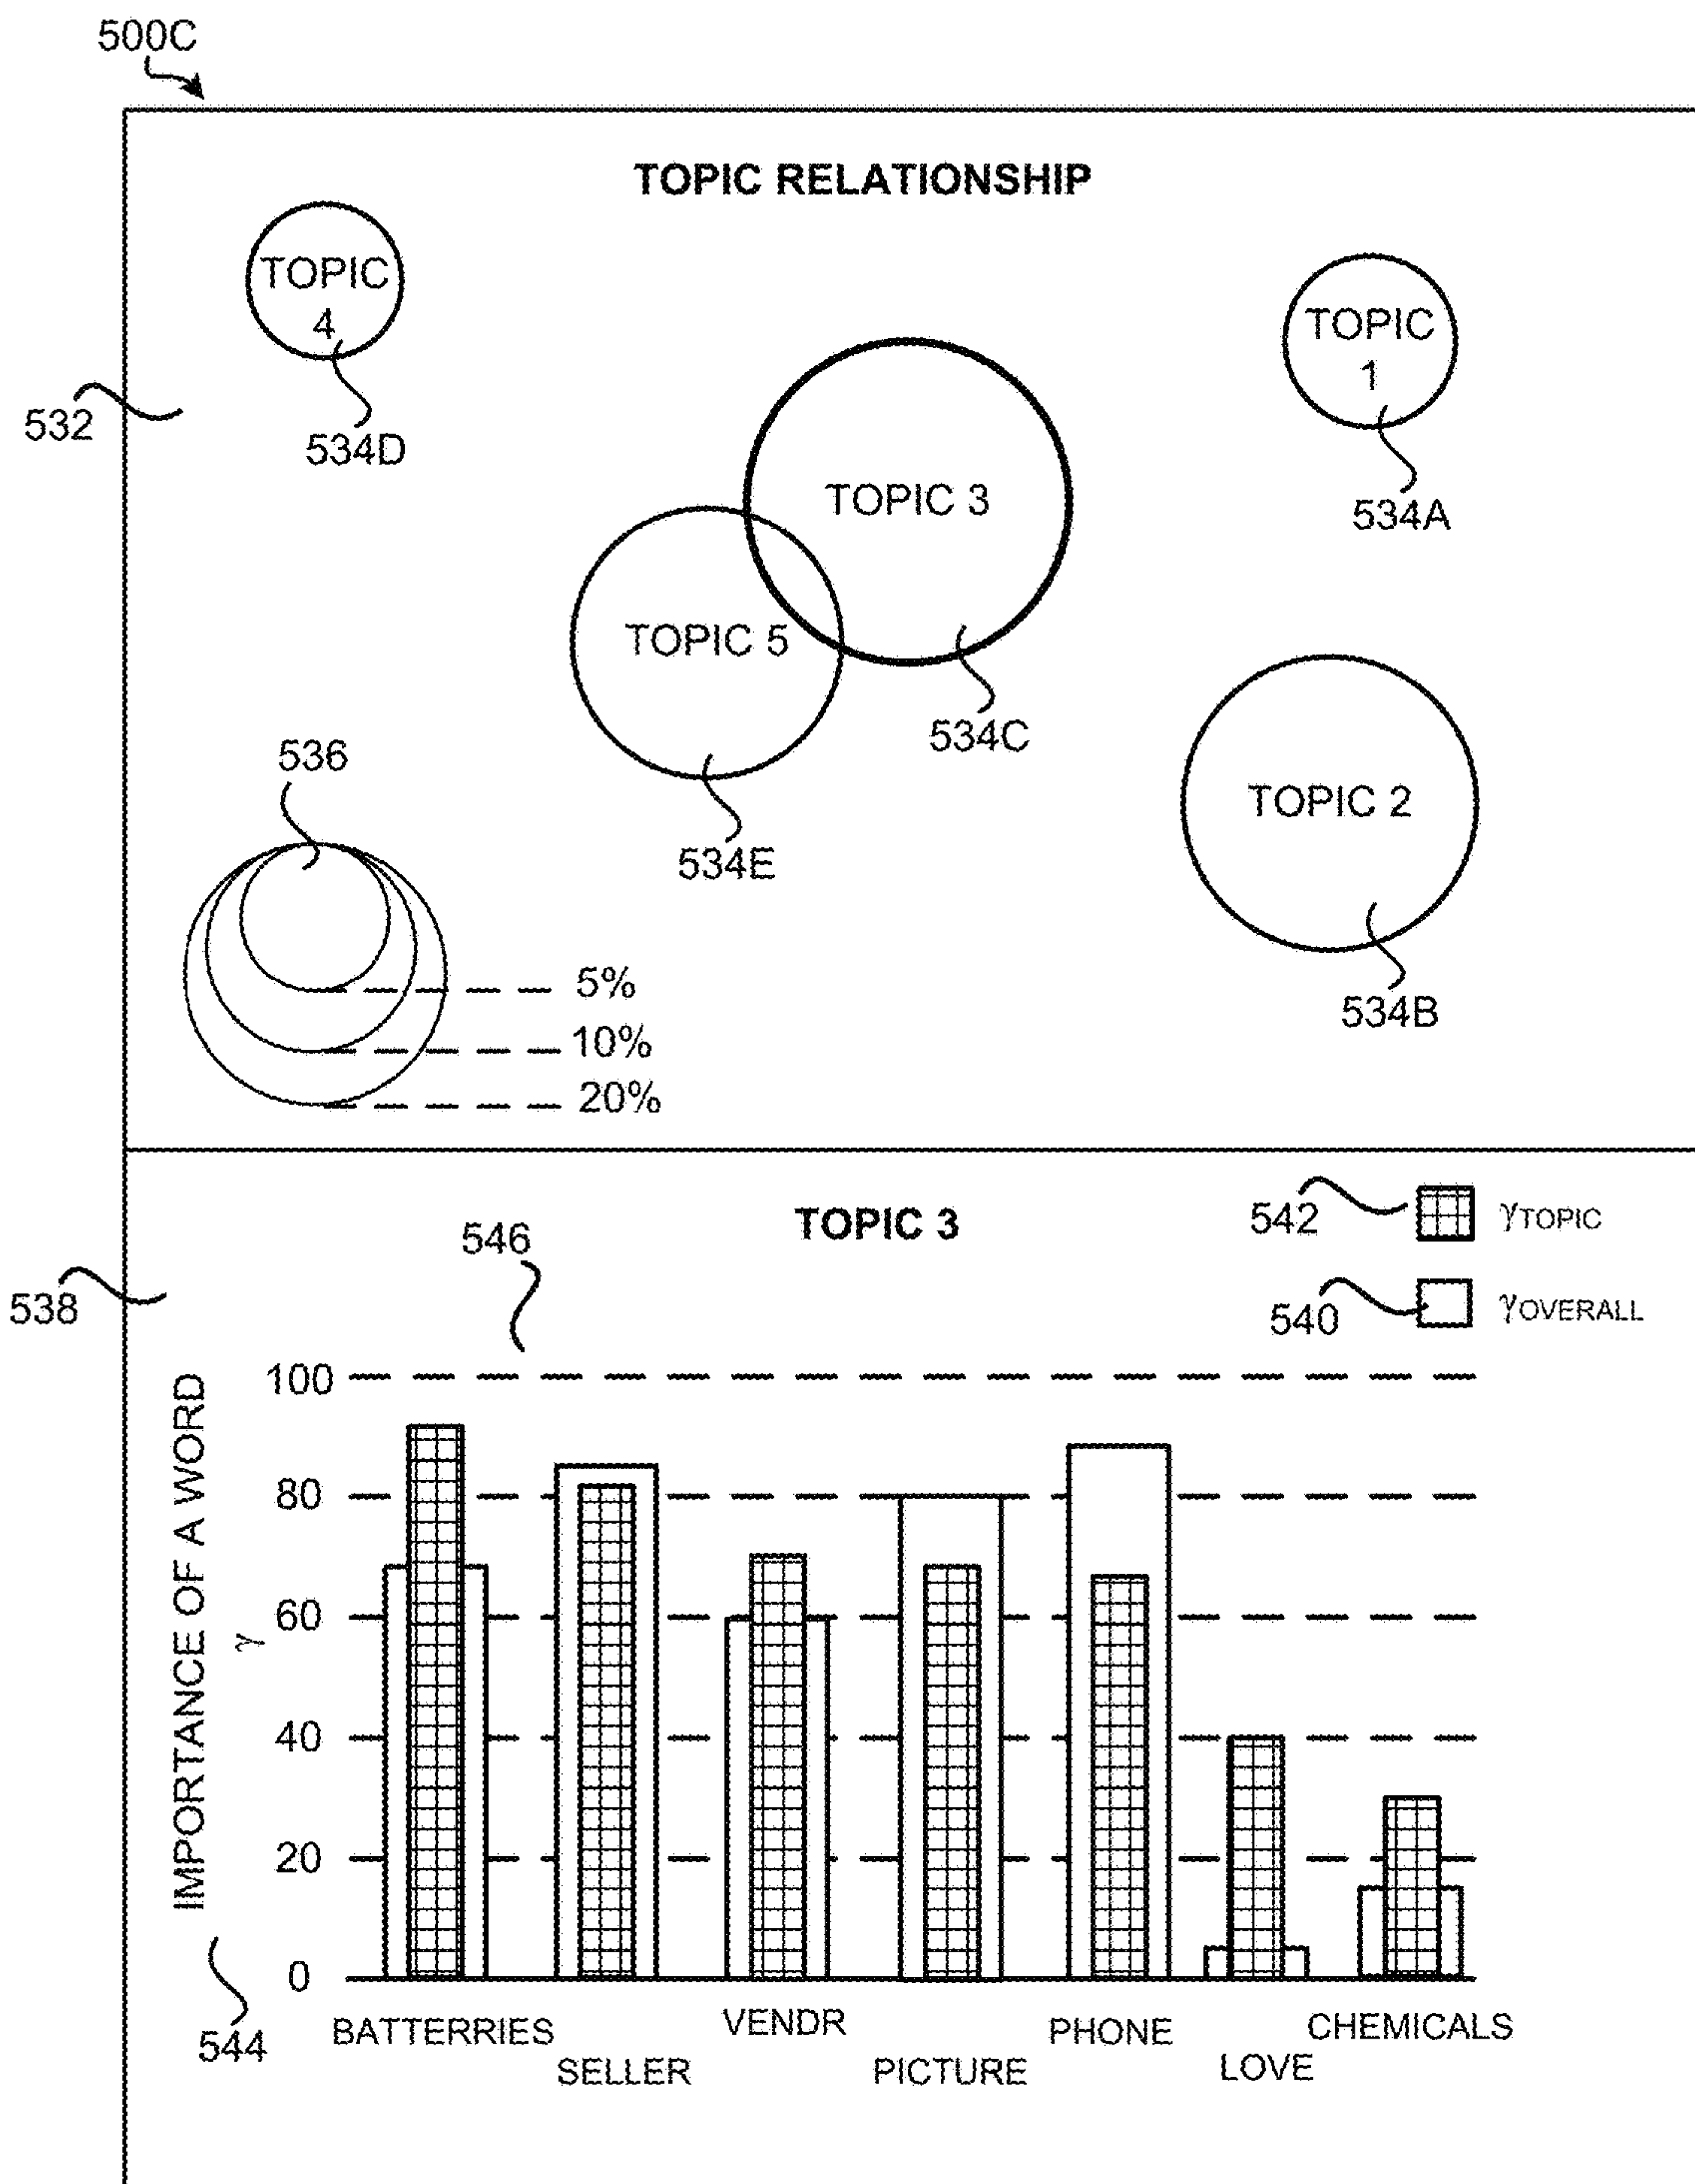 500C
TOPIC RELATIONSHIP
TOPIC
4
TOPIC
1
532
534D
TOPIC 3
534A
TOPIC 5
534C
536
TOPIC 2
534E
5%
534B
10%
20%
542
γTOPIC
TOPIC 3
546
538
540
γOVERALL
IMPORTANCE OF A WORD
γ
100
80
60
40
20
0
544
BATTERRIES
SELLER
VENDR
PICTURE
PHONE
LOVE
CHEMICALS